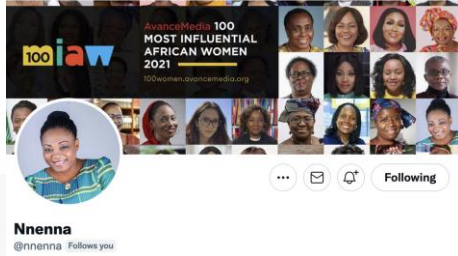 100 iaw
AvanceMedia 100
MOST INFLUENTIAL
AFRICAN WOMEN
2021
100women.avancemedia.org
Following
Nnenna
@nnenna Follows you